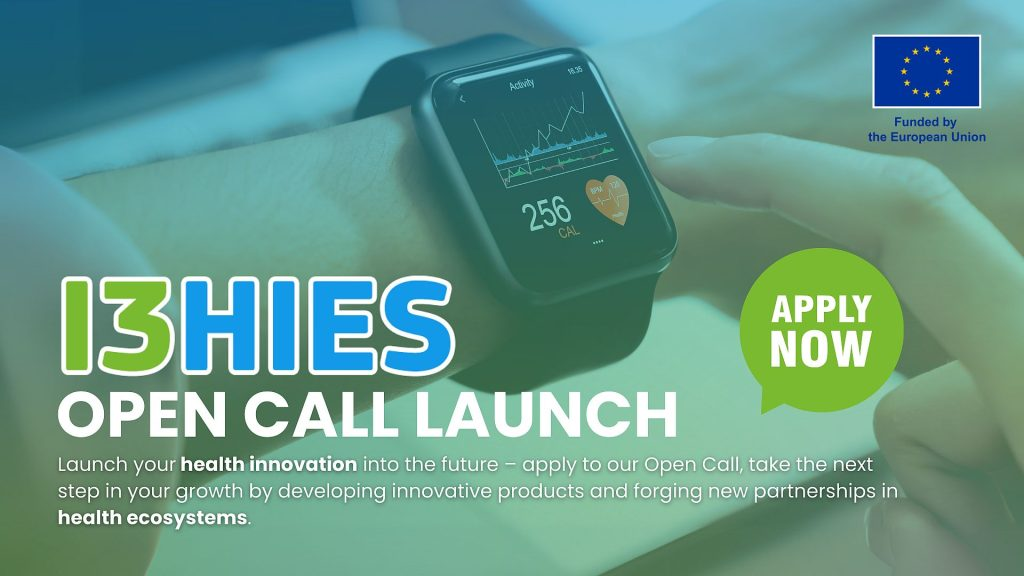 Activity
16.35
256
CAL
BPM
Funded by
the European Union
I3HIES
APPLY
NOW
OPEN CALL LAUNCH
Launch your health innovation into the future – apply to our Open Call, take the next
step in your growth by developing innovative products and forging new partnerships in
health ecosystems.